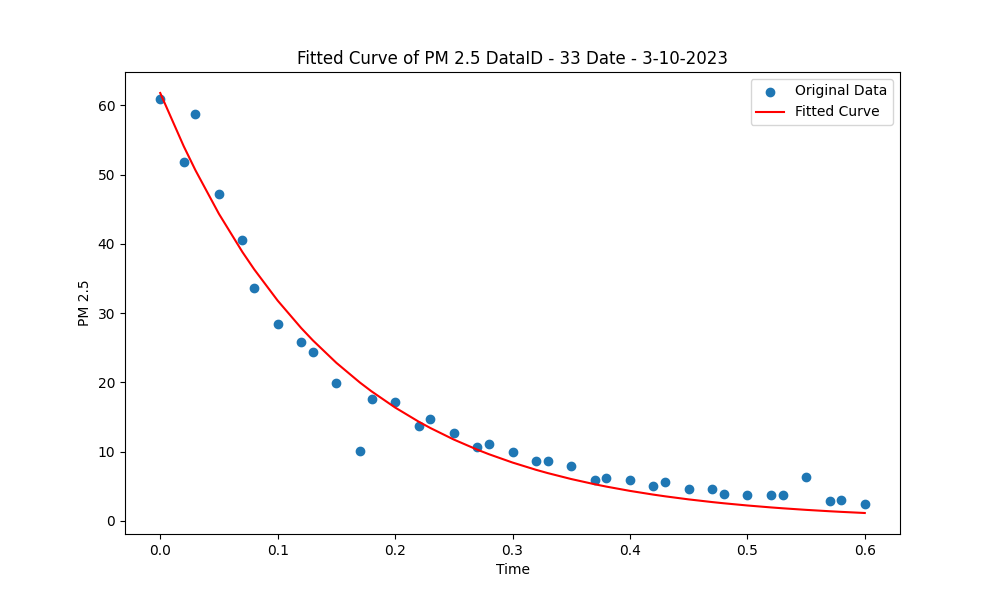 Fitted Curve of PM 2.5 DataID - 33 Date - 3-10-2023
Original Data
Fitted Curve
60
50
40
30
20
10
0
PM 2.5
0.0 0.1 0.2 0.3 0.4 0.5 0.6
Time